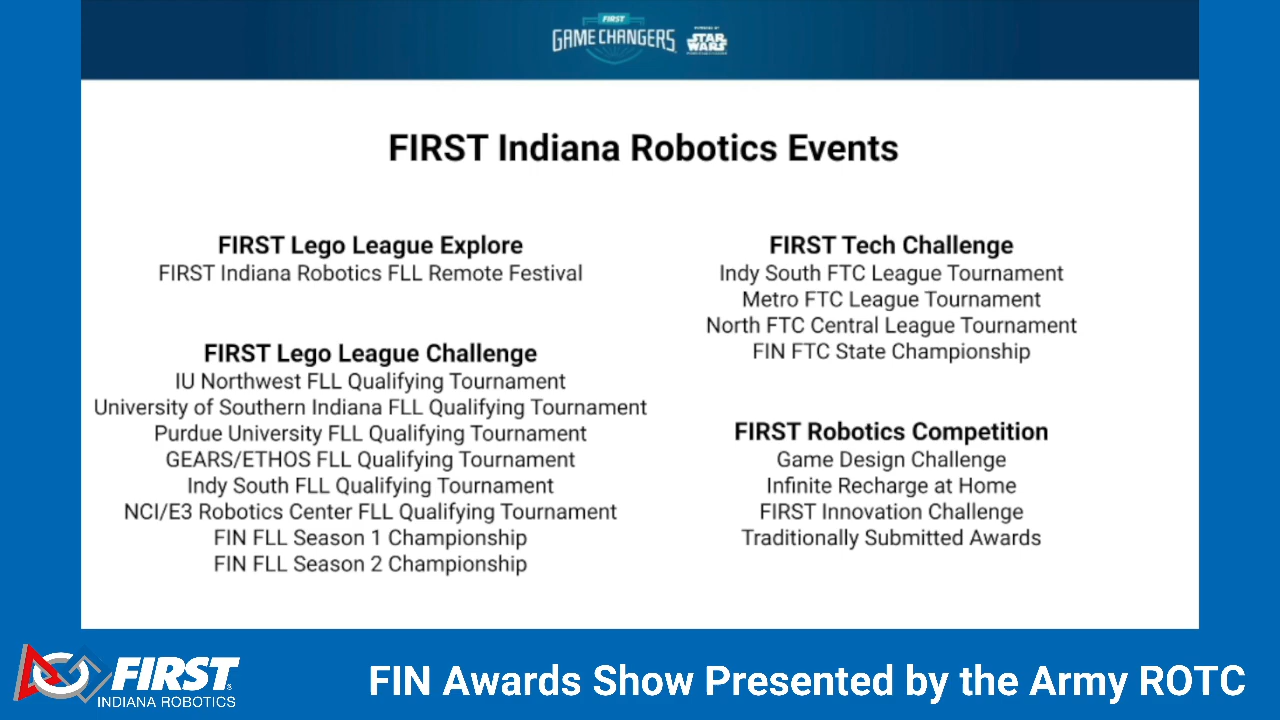 FIRST
GAME CHANGERS
STAR
WARS
FIRST Indiana Robotics Events
FIRST Lego League Explore
FIRST Indiana Robotics FLL Remote Festival
FIRST Lego League Challenge
IU Northwest FLL Qualifying Tournament
University of Southern Indiana FLL Qualifying Tournament
Purdue University FLL Qualifying Tournament
GEARS/ETHOS FLL Qualifying Tournament
Indy South FLL Qualifying Tournament
NCI/E3 Robotics Center FLL Qualifying Tournament
FIN FLL Season 1 Championship
FIN FLL Season 2 Championship
FIRST Tech Challenge
Indy South FTC League Tournament
Metro FTC League Tournament
North FTC Central League Tournament
FIN FTC State Championship
FIRST Robotics Competition
Game Design Challenge
Infinite Recharge at Home
FIRST Innovation Challenge
Traditionally Submitted Awards
FIRST
INDIANA ROBOTICS
FIN Awards Show Presented by the Army ROTC